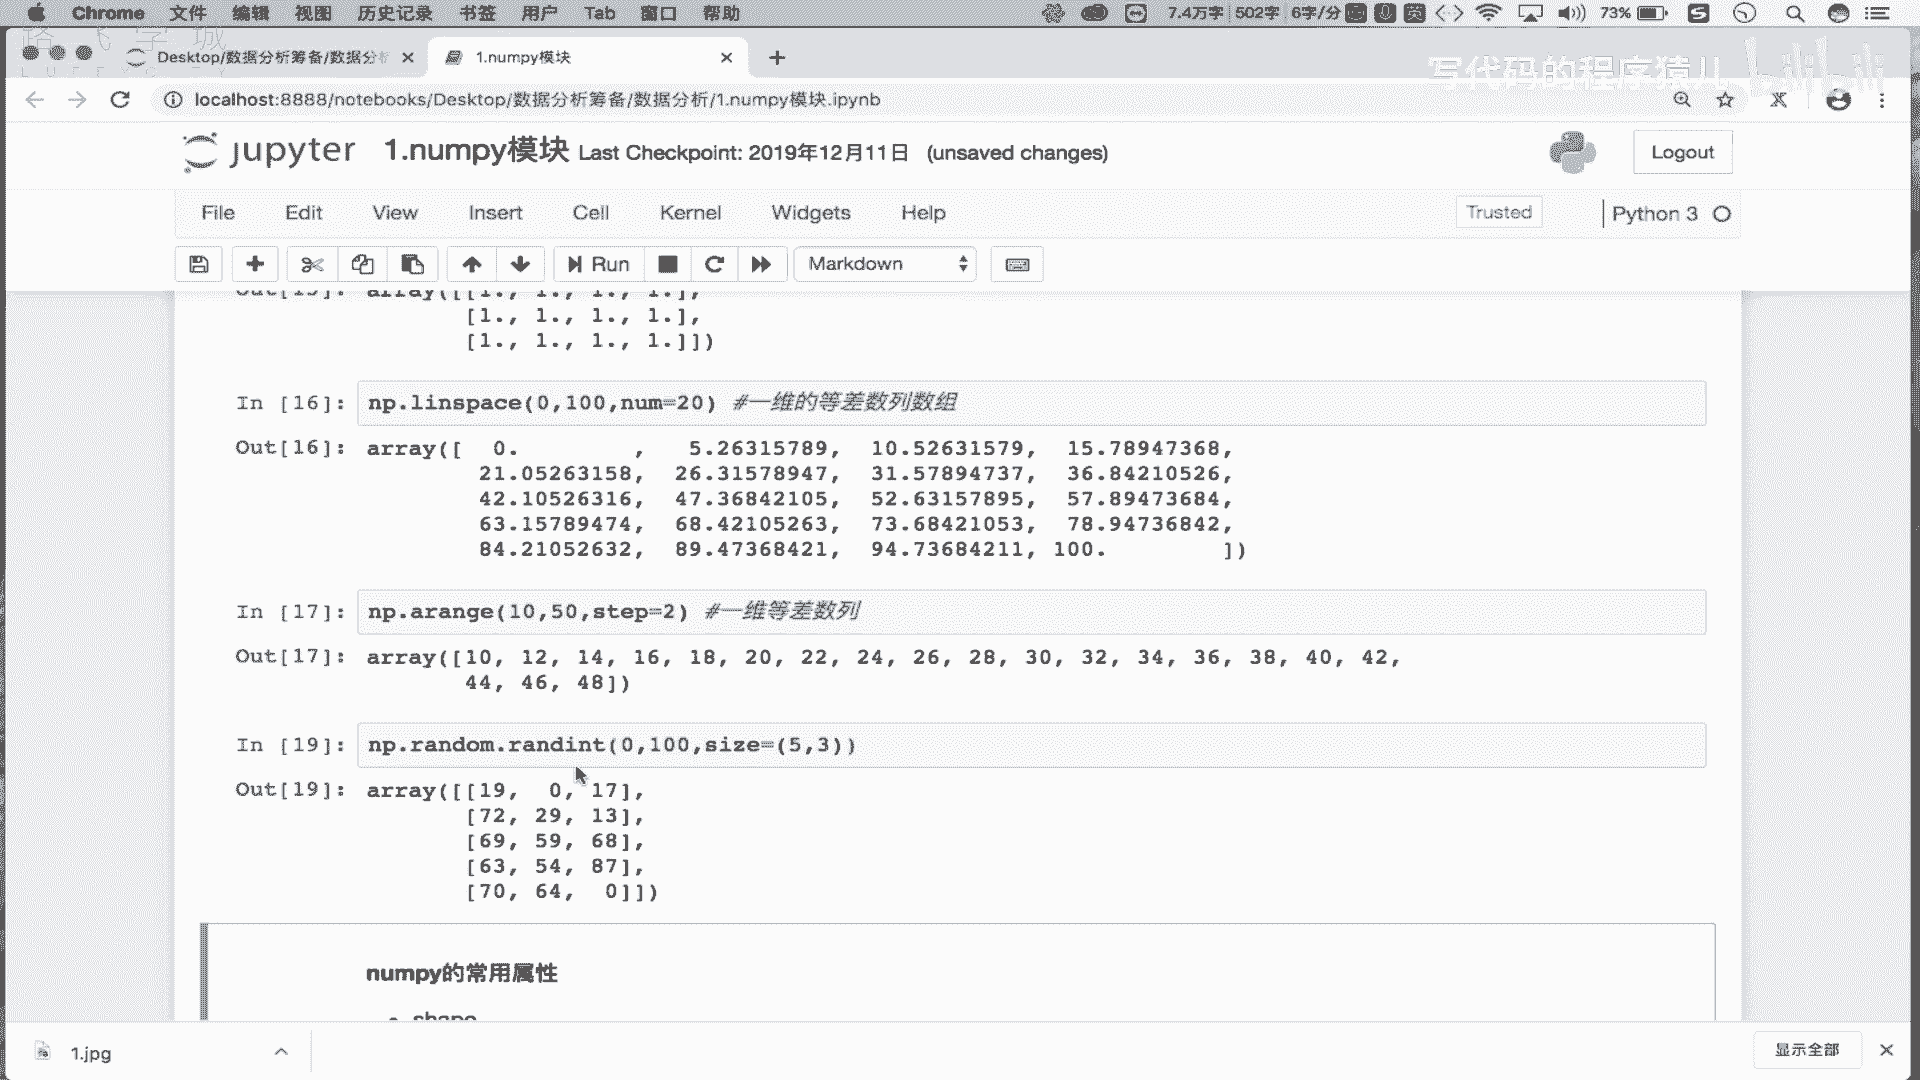 Chrome 文件 编辑 视图 历史记录 书签 用户 Tab 窗口 帮助 7.4万字 502字 6字/分 英 73%
Desktop/数据分析筹备/数据分析 1.numpy模块
写代码的程序猿儿 bilibili
localhost:8888/notebooks/Desktop/数据分析筹备/数据分析/1.numpy模块.ipynb
jupyter 1.numpy模块 Last Checkpoint: 2019年12月11日 (unsaved changes) Logout
File Edit View Insert Cell Kernel Widgets Help Trusted Python 3
Run Markdown
Out[15]: array([[1., 1., 1., 1.],
[1., 1., 1., 1.],
[1., 1., 1., 1.]])
In [16]: np.linspace(0,100,num=20) #一维的等差数列数组
Out[16]: array([ 0. , 5.26315789, 10.52631579, 15.78947368,
21.05263158, 26.31578947, 31.57894737, 36.84210526,
42.10526316, 47.36842105, 52.63157895, 57.89473684,
63.15789474, 68.42105263, 73.68421053, 78.94736842,
84.21052632, 89.47368421, 94.73684211, 100. ])
In [17]: np.arange(10,50,step=2) #一维等差数列
Out[17]: array([10, 12, 14, 16, 18, 20, 22, 24, 26, 28, 30, 32, 34, 36, 38, 40, 42,
44, 46, 48])
In [19]: np.random.randint(0,100,size=(5,3))
Out[19]: array([[19, 0, 17],
[72, 29, 13],
[69, 59, 68],
[63, 54, 87],
[70, 64, 0]])
numpy的常用属性
shape
1.jpg 显示全部